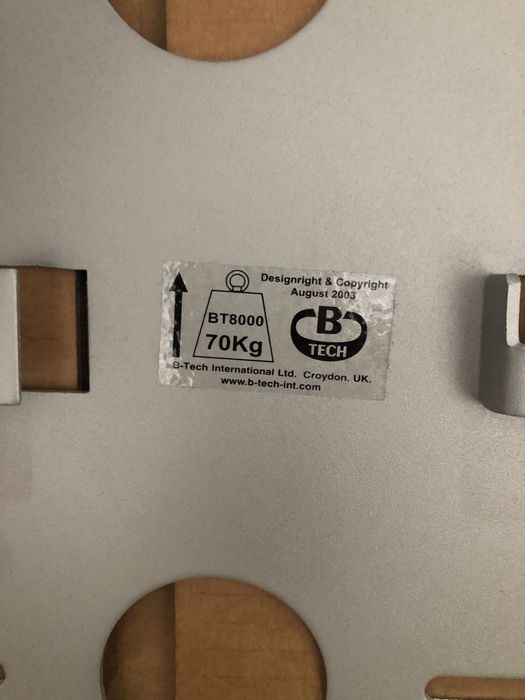 Designright & Copyright
August 2003
BT8000
70Kg
B
TECH
B-Tech International Ltd. Croydon. UK.
www.b-tech-int.com